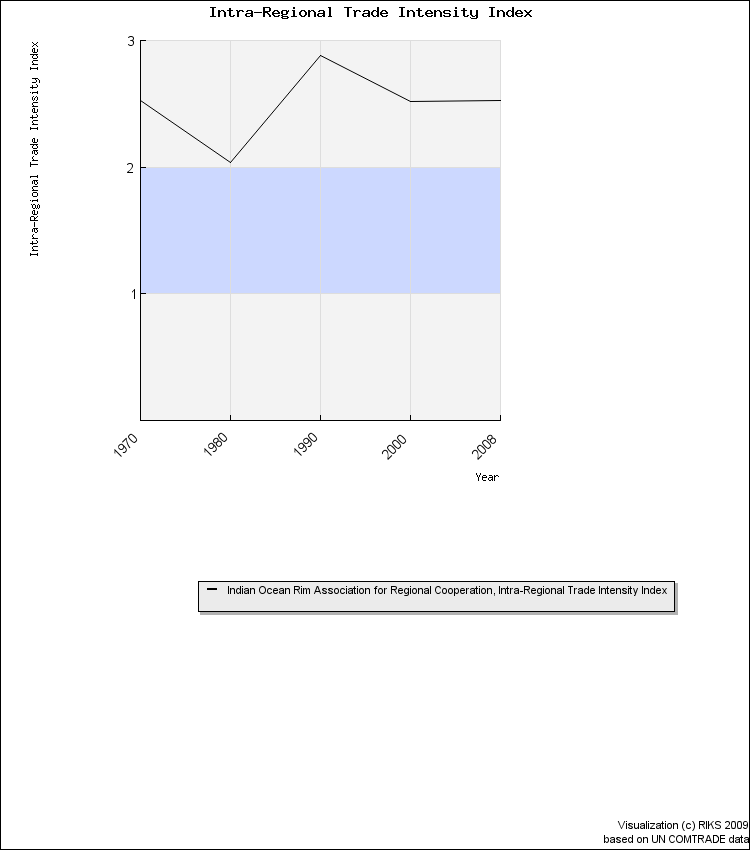 Intra-Regional Trade Intensity Index
Intra-Regional Trade Intensity Index
3
2
1
1970
1980
1990
2000
2008
Year
Indian Ocean Rim Association for Regional Cooperation, Intra-Regional Trade Intensity Index
Visualization (c) RIKS 2009
based on UN COMTRADE data